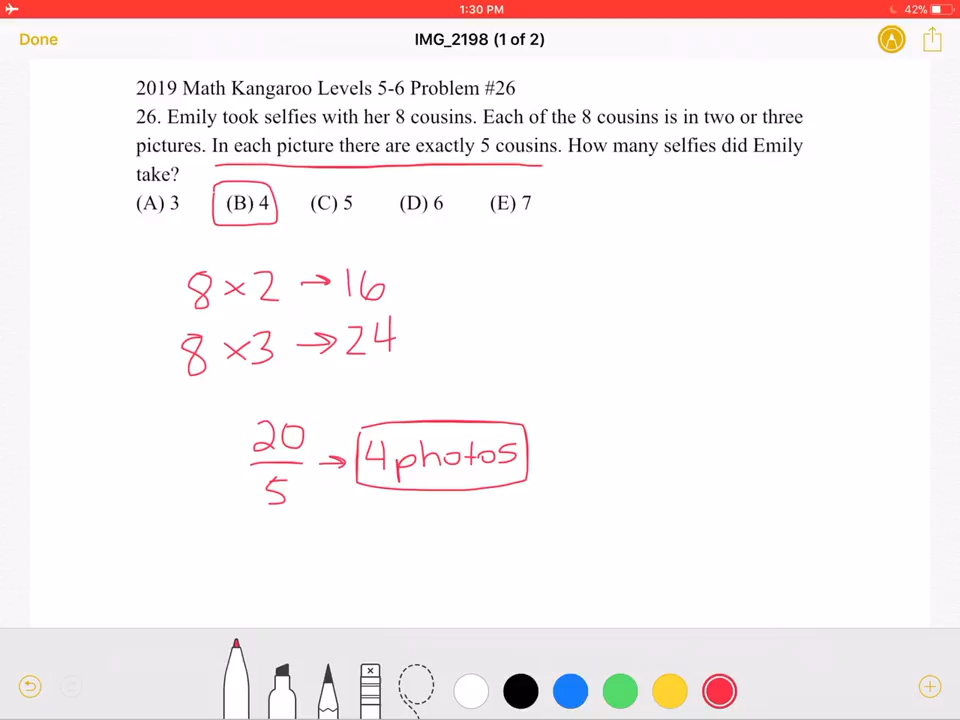 1:30 PM
42%
Done
IMG_2198 (1 of 2)
2019 Math Kangaroo Levels 5-6 Problem #26
26. Emily took selfies with her 8 cousins. Each of the 8 cousins is in two or three
pictures. In each picture there are exactly 5 cousins. How many selfies did Emily
take?
(A) 3 (B) 4 (C) 5 (D) 6 (E) 7
8 × 2 → 16
8 × 3 → 24
20
5
→ 4 photos